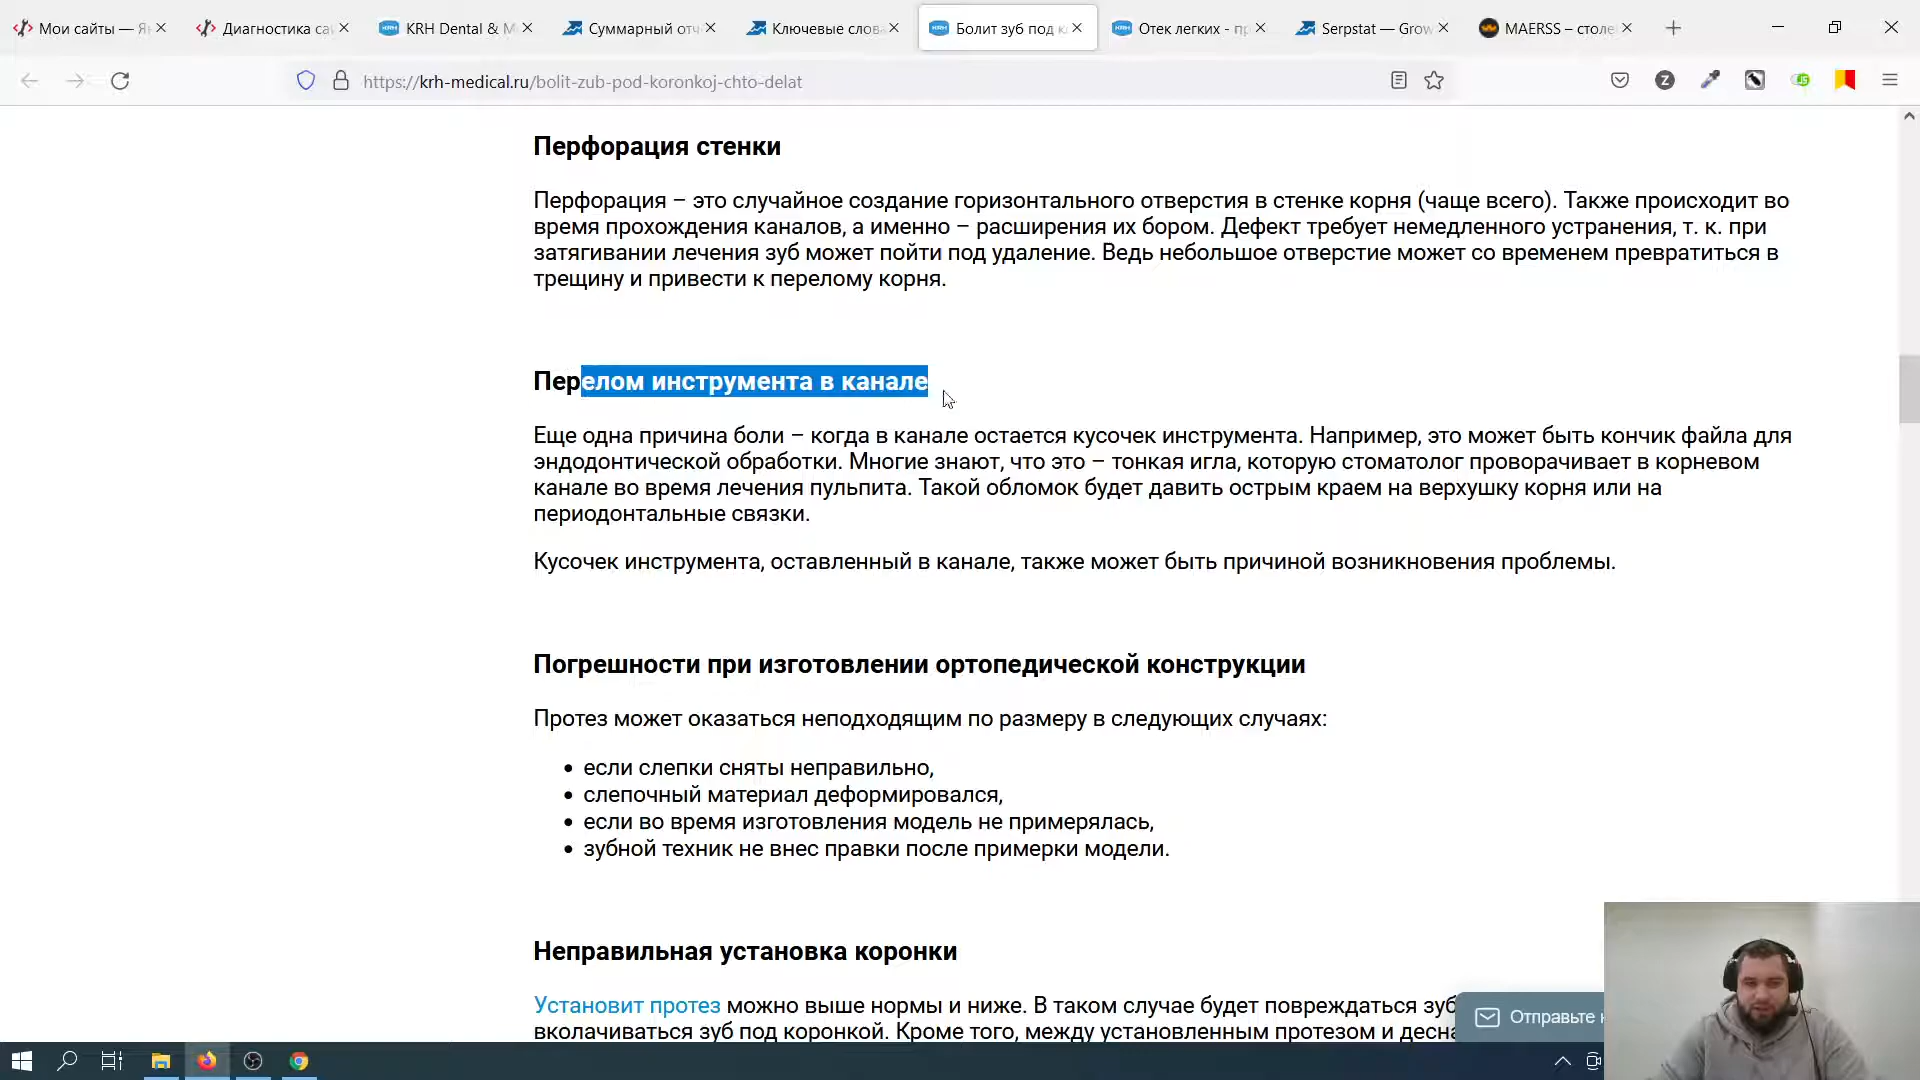 Мои сайты — Я
Диагностика са
KRH Dental & M
Суммарный отч
Ключевые слова
Болит зуб под к
Отек легких - п
Serpstat — Grow
MAERSS – столе
https://krh-medical.ru/bolit-zub-pod-koronkoj-chto-delat
Перфорация стенки
Перфорация – это случайное создание горизонтального отверстия в стенке корня (чаще всего). Также происходит во
время прохождения каналов, а именно – расширения их бором. Дефект требует немедленного устранения, т. к. при
затягивании лечения зуб может пойти под удаление. Ведь небольшое отверстие может со временем превратиться в
трещину и привести к перелому корня.
Перелом инструмента в канале
Еще одна причина боли – когда в канале остается кусочек инструмента. Например, это может быть кончик файла для
эндодонтической обработки. Многие знают, что это – тонкая игла, которую стоматолог проворачивает в корневом
канале во время лечения пульпита. Такой обломок будет давить острым краем на верхушку корня или на
периодонтальные связки.
Кусочек инструмента, оставленный в канале, также может быть причиной возникновения проблемы.
Погрешности при изготовлении ортопедической конструкции
Протез может оказаться неподходящим по размеру в следующих случаях:
если слепки сняты неправильно,
слепочный материал деформировался,
если во время изготовления модель не примерялась,
зубной техник не внес правки после примерки модели.
Неправильная установка коронки
Установит протез можно выше нормы и ниже. В таком случае будет повреждаться зуб
Отправьте
вколачиваться зуб под коронкой. Кроме того, между установленным протезом и десна